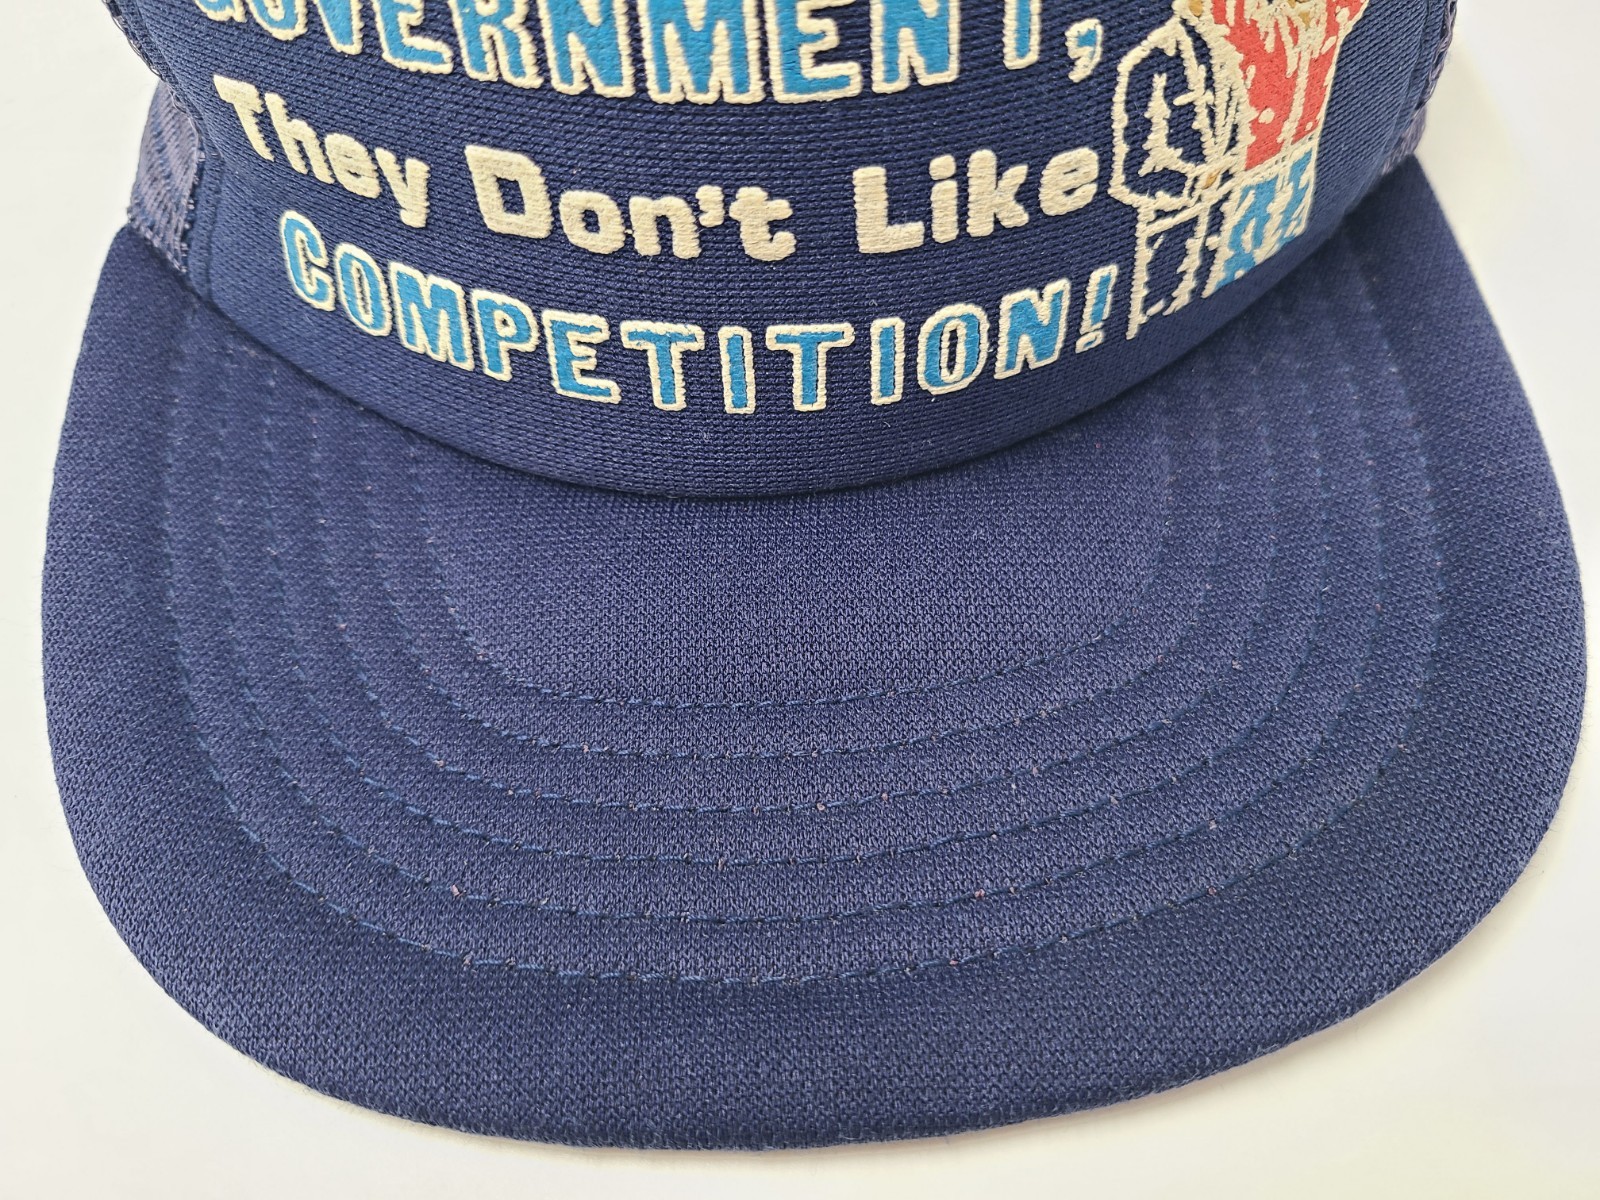 GOVERNMENT,
They Don't Like
COMPETITION!